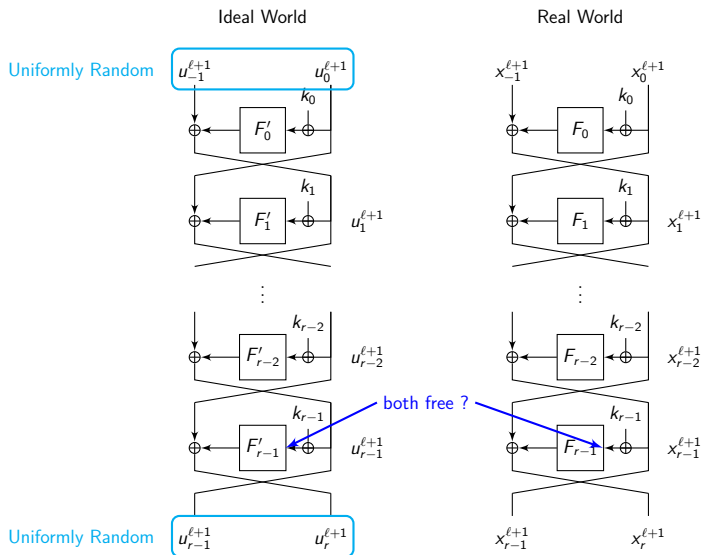 Ideal World Real World
Uniformly Random u_{-1}^{ℓ+1} u_0^{ℓ+1} x_{-1}^{ℓ+1} x_0^{ℓ+1}
k_0 k_0
F'_0 F_0
k_1 k_1
F'_1 u_1^{ℓ+1} F_1 x_1^{ℓ+1}
⋮ ⋮
k_{r-2} k_{r-2}
F'_{r-2} u_{r-2}^{ℓ+1} F_{r-2} x_{r-2}^{ℓ+1}
both free ?
k_{r-1} k_{r-1}
F'_{r-1} u_{r-1}^{ℓ+1} F_{r-1} x_{r-1}^{ℓ+1}
Uniformly Random u_{r-1}^{ℓ+1} u_r^{ℓ+1} x_{r-1}^{ℓ+1} x_r^{ℓ+1}